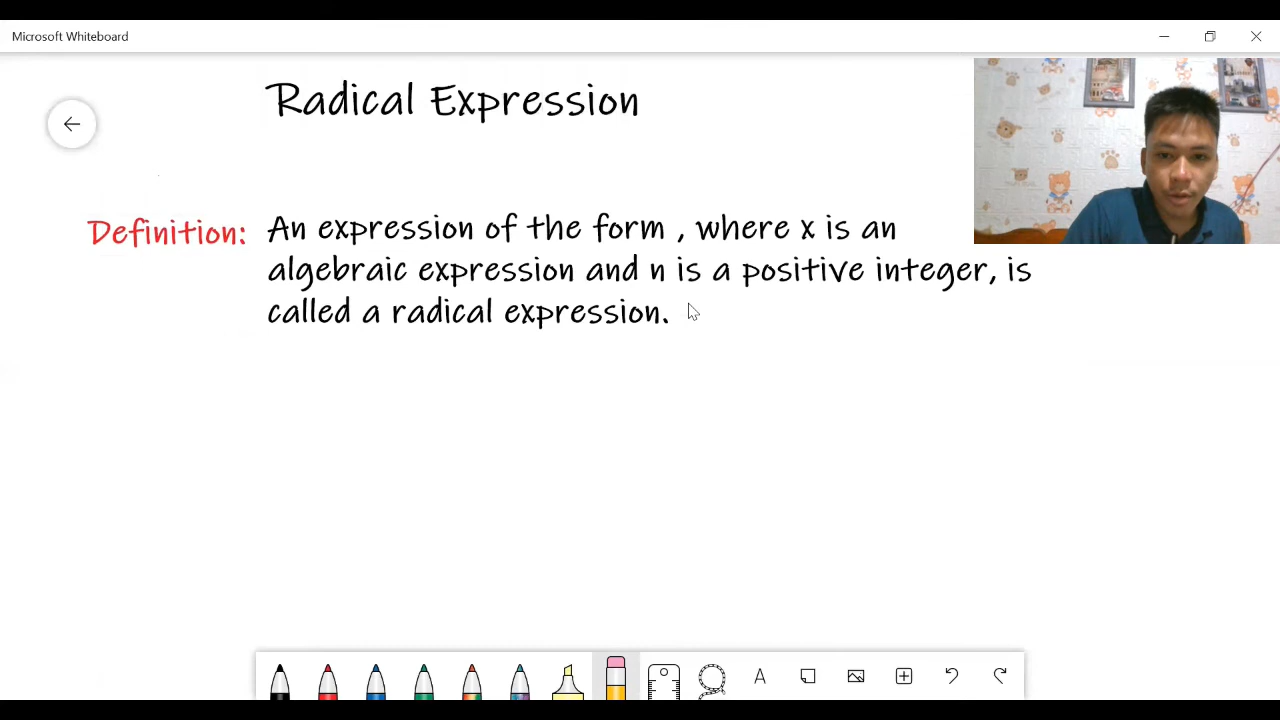 Microsoft Whiteboard
Radical Expression
Definition: An expression of the form , where x is an
algebraic expression and n is a positive integer, is
called a radical expression.
A